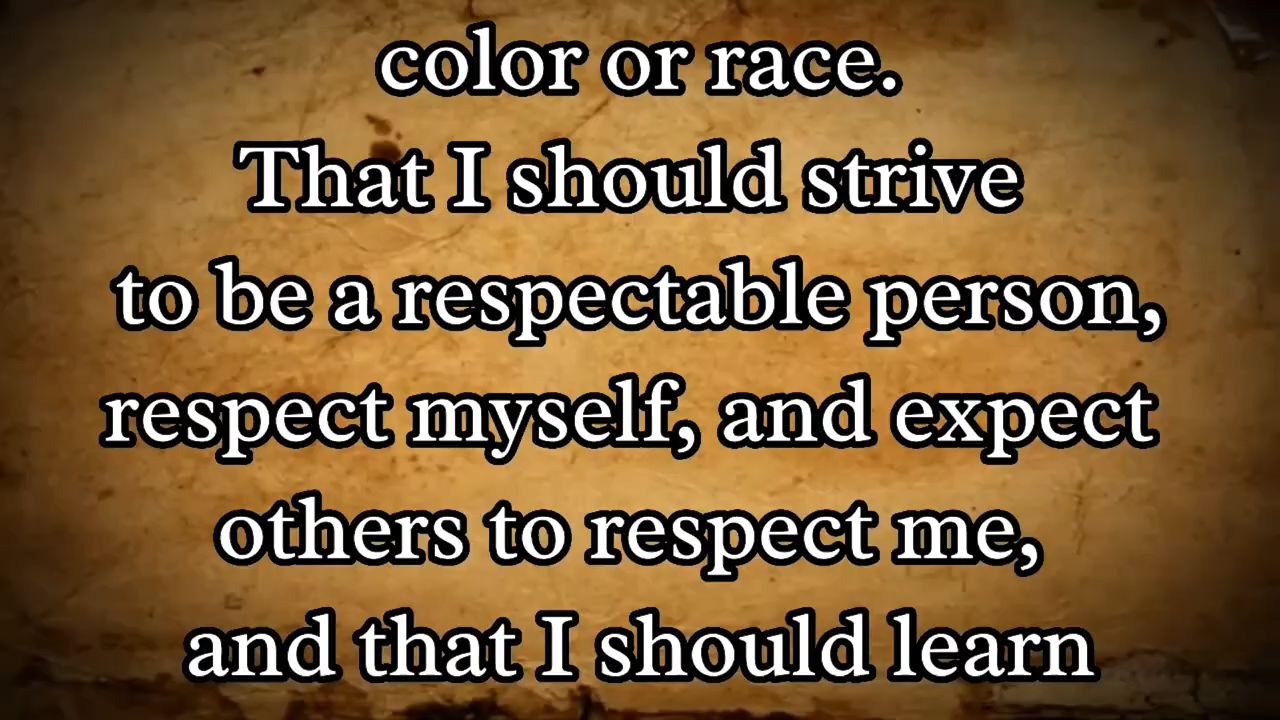 color or race.
That I should strive
to be a respectable person,
respect myself, and expect
others to respect me,
and that I should learn